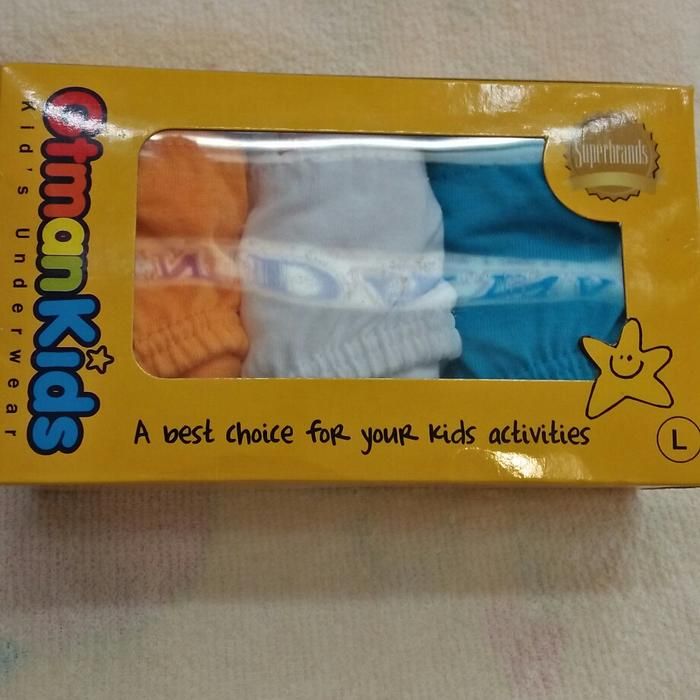 OtmanKids
Kid's Underwear
Superbrands
A best choice for your kids activities
L